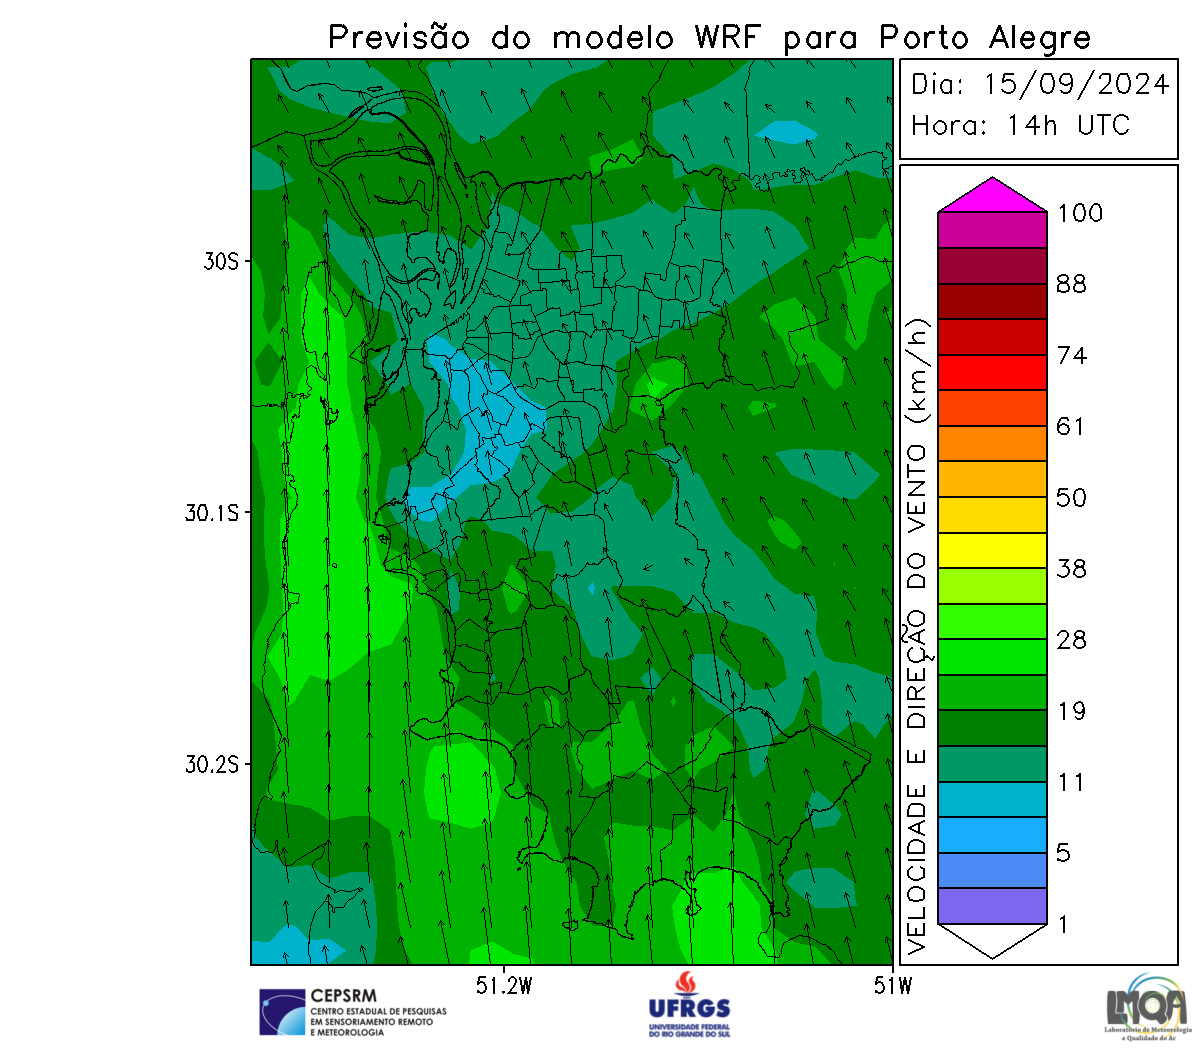 Previsão do modelo WRF para Porto Alegre
Dia: 15/09/2024
Hora: 14h UTC
30S
30.1S
30.2S
51.2W
51W
VELOCIDADE E DIREÇÃO DO VENTO (km/h)
100
88
74
61
50
38
28
19
11
5
1
CEPSRM
CENTRO ESTADUAL DE PESQUISAS
EM SENSORIAMENTO REMOTO
E METEOROLOGIA
UFRGS
UNIVERSIDADE FEDERAL
DO RIO GRANDE DO SUL
LMQA
Laboratório de Meteorologia
e Qualidade do Ar